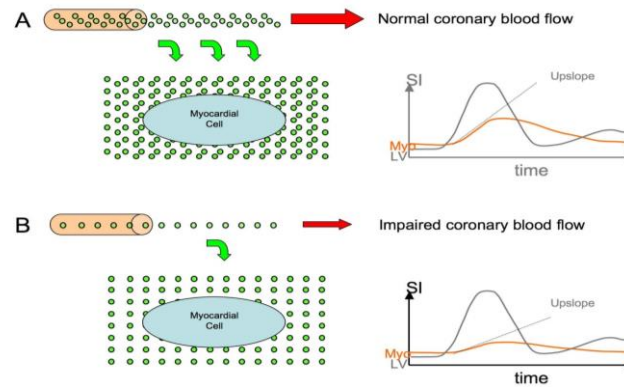 A
Normal coronary blood flow
Myocardial
Cell
SI
Upslope
Myo
LV
time
B
Impaired coronary blood flow
Myocardial
Cell
SI
Upslope
Myo
LV
time